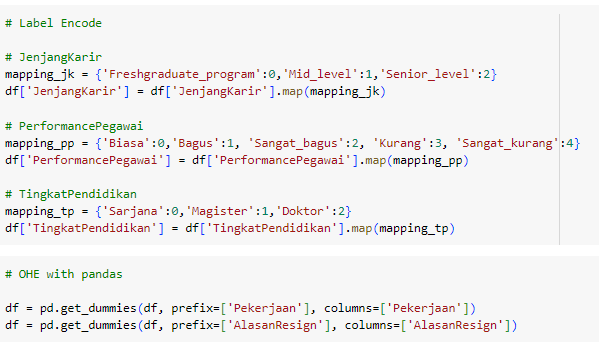 # Label Encode
# JenjangKarir
mapping_jk = {'Freshgraduate_program':0,'Mid_level':1,'Senior_level':2}
df['JenjangKarir'] = df['JenjangKarir'].map(mapping_jk)
# PerformancePegawai
mapping_pp = {'Biasa':0,'Bagus':1, 'Sangat_bagus':2, 'Kurang':3, 'Sangat_kurang':4}
df['PerformancePegawai'] = df['PerformancePegawai'].map(mapping_pp)
# TingkatPendidikan
mapping_tp = {'Sarjana':0,'Magister':1,'Doktor':2}
df['TingkatPendidikan'] = df['TingkatPendidikan'].map(mapping_tp)
# OHE with pandas
df = pd.get_dummies(df, prefix=['Pekerjaan'], columns=['Pekerjaan'])
df = pd.get_dummies(df, prefix=['AlasanResign'], columns=['AlasanResign'])